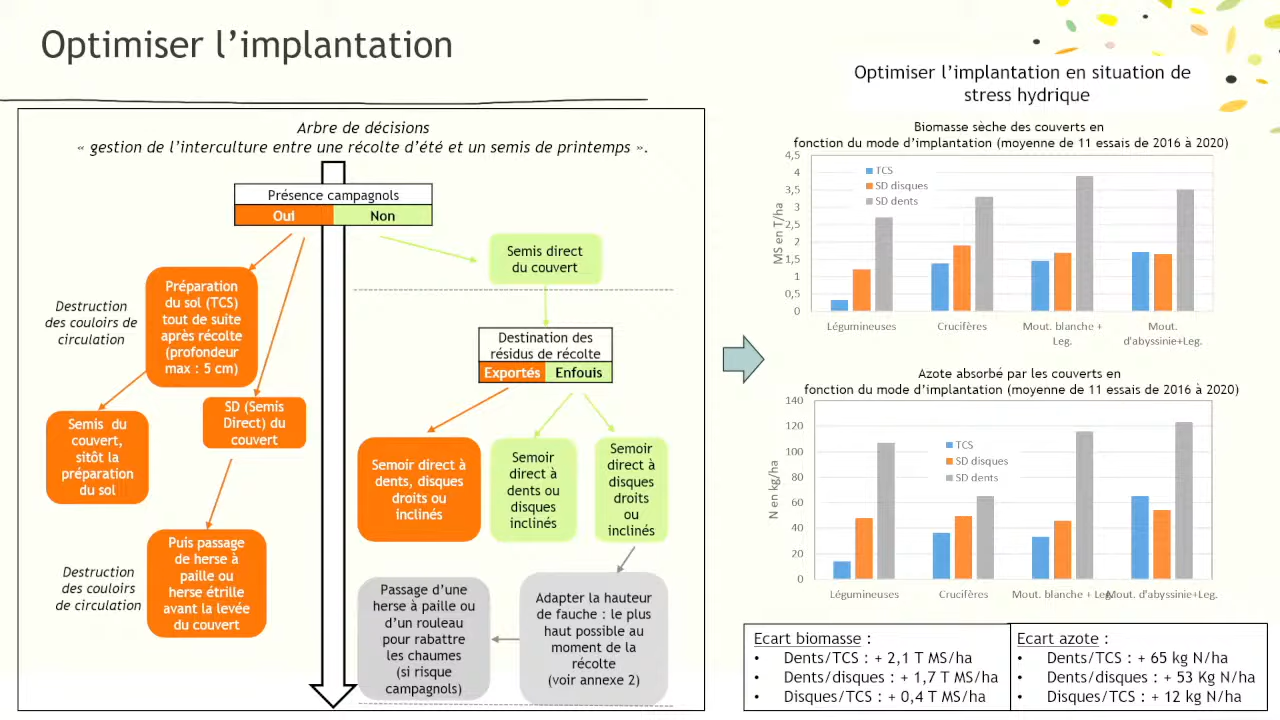 Optimiser l’implantation
Arbre de décisions
« gestion de l’interculture entre une récolte d’été et un semis de printemps ».
Présence campagnols
Oui
Non
Semis direct
du couvert
Préparation
du sol (TCS)
tout de suite
après récolte
(profondeur
max : 5 cm)
Destruction
des couloirs de
circulation
Destination des
résidus de récolte
Exportés
Enfouis
Semis du
couvert,
sitôt la
préparation
du sol
SD (Semis
Direct) du
couvert
Semoir direct à
dents, disques
droits ou
inclinés
Semoir
direct à
dents ou
disques
inclinés
Semoir
direct à
disques
droits
ou
inclinés
Puis passage
de herse à
paille ou
herse étrille
avant la levée
du couvert
Destruction
des couloirs
de circulation
Passage d’une
herse à paille ou
d’un rouleau
pour rabattre
les chaumes
(si risque
campagnols)
Adapter la hauteur
de fauche : le plus
haut possible au
moment de la
récolte
(voir annexe 2)
Optimiser l’implantation en situation de
stress hydrique
Biomasse sèche des couverts en
fonction du mode d’implantation (moyenne de 11 essais de 2016 à 2020)
4,5
4
3,5
3
2,5
2
1,5
1
0,5
0
MS en T/ha
TCS
SD disques
SD dents
Légumineuses
Crucifères
Mout. blanche +
Leg.
Mout.
d'abyssinie+Leg.
Azote absorbé par les couverts en
fonction du mode d’implantation (moyenne de 11 essais de 2016 à 2020)
140
120
100
80
60
40
20
0
N en kg/ha
TCS
SD disques
SD dents
Légumineuses
Crucifères
Mout. blanche + Leg.
Mout. d'abyssinie+Leg.
Ecart biomasse :
• Dents/TCS : + 2,1 T MS/ha
• Dents/disques : + 1,7 T MS/ha
• Disques/TCS : + 0,4 T MS/ha
Ecart azote :
• Dents/TCS : + 65 kg N/ha
• Dents/disques : + 53 Kg N/ha
• Disques/TCS : + 12 kg N/ha